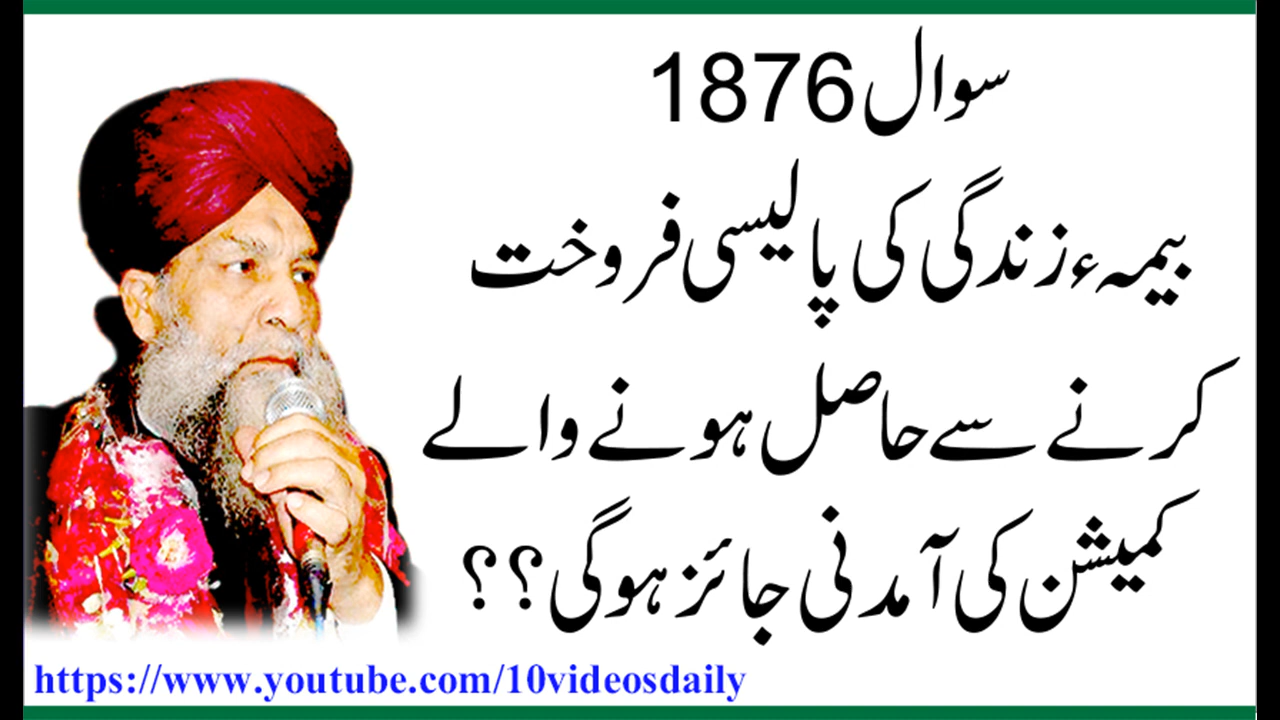 سوال 1876
بیمہء زندگی کی پالیسی فروخت
کرنے سے حاصل ہونے والے
کمیشن کی آمدنی جائز ہوگی؟؟
https://www.youtube.com/10videosdaily